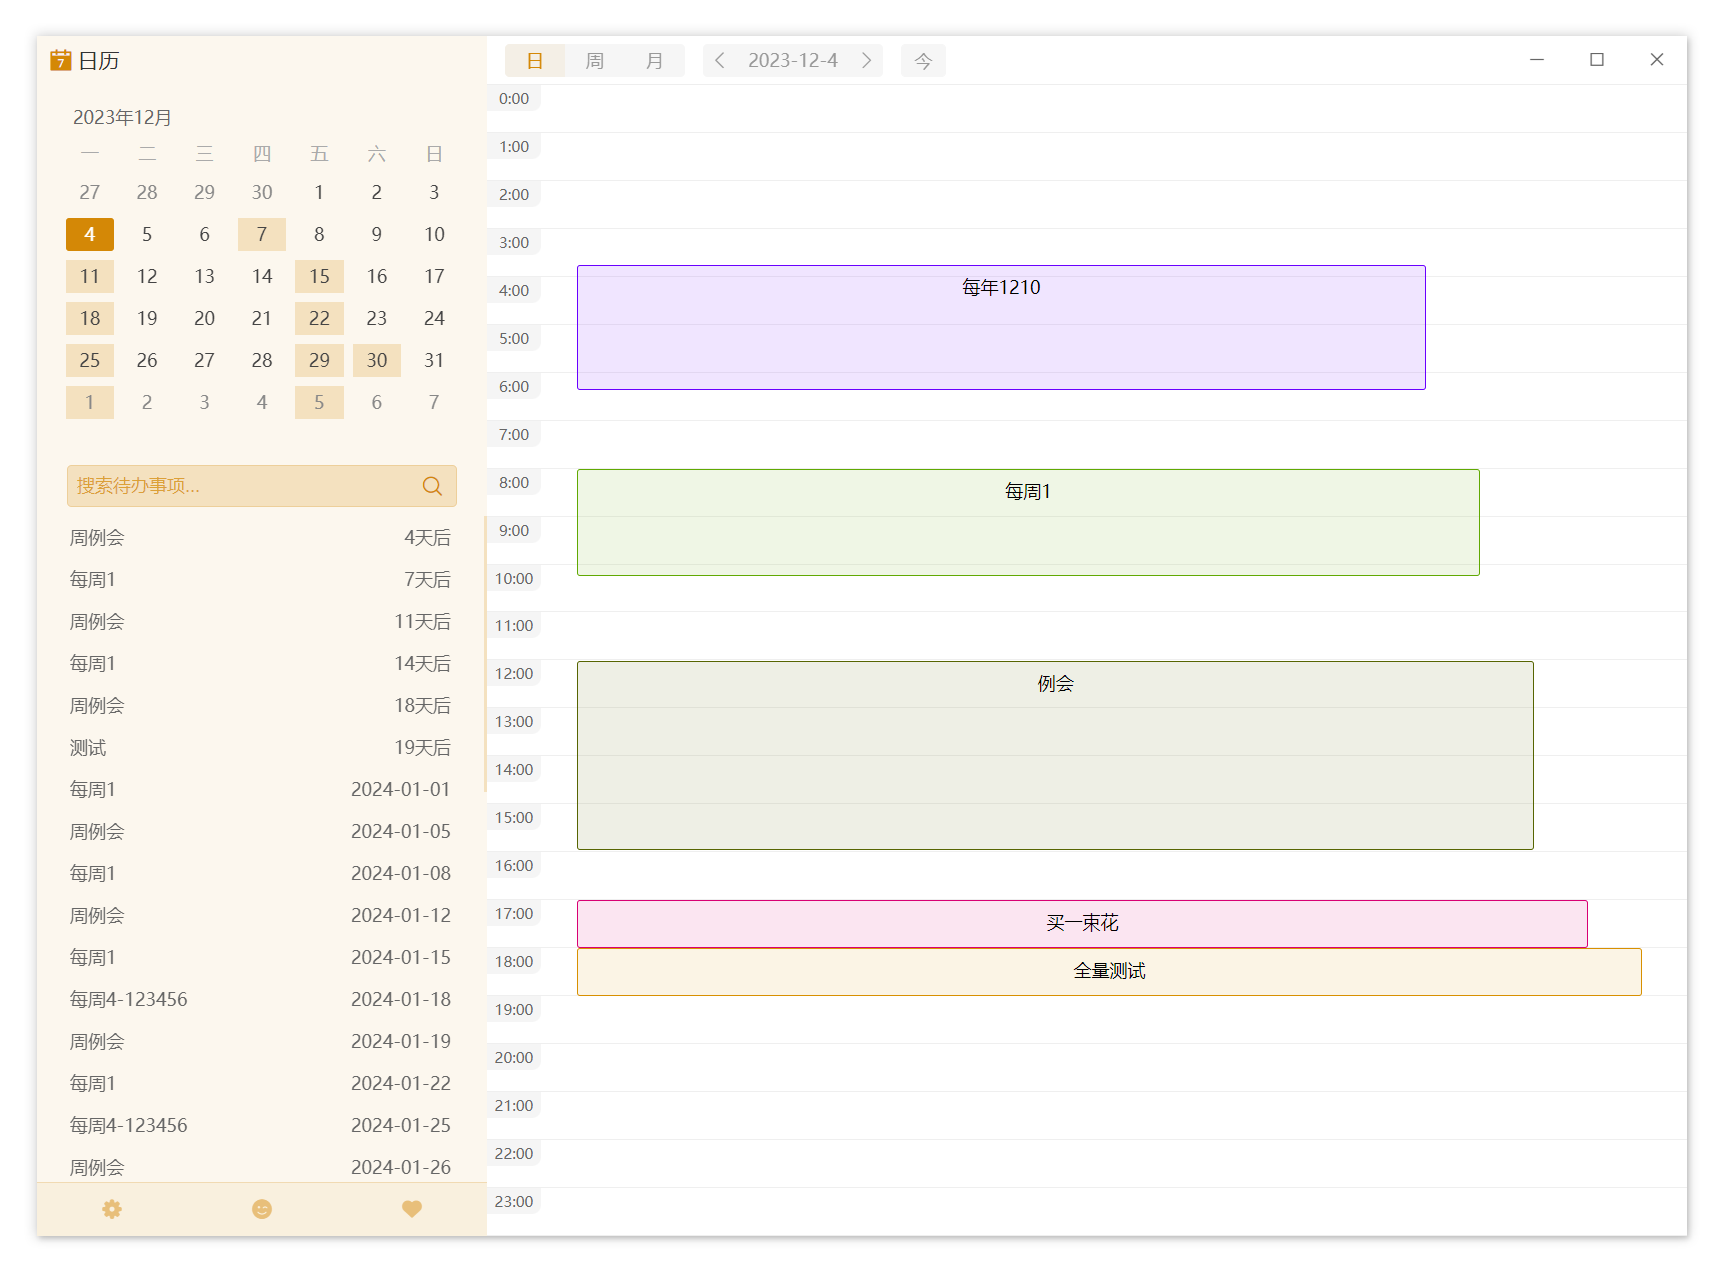 7 日历
2023年12月
一 二 三 四 五 六 日
27 28 29 30 1 2 3
4 5 6 7 8 9 10
11 12 13 14 15 16 17
18 19 20 21 22 23 24
25 26 27 28 29 30 31
1 2 3 4 5 6 7
搜索待办事项...
周例会 4天后
每周1 7天后
周例会 11天后
每周1 14天后
周例会 18天后
测试 19天后
每周1 2024-01-01
周例会 2024-01-05
每周1 2024-01-08
周例会 2024-01-12
每周1 2024-01-15
每周4-123456 2024-01-18
周例会 2024-01-19
每周1 2024-01-22
每周4-123456 2024-01-25
周例会 2024-01-26
日 周 月 2023-12-4 今
0:00
1:00
2:00
3:00
每年1210
4:00
5:00
6:00
7:00
8:00
每周1
9:00
10:00
11:00
12:00
例会
13:00
14:00
15:00
16:00
17:00
买一束花
18:00
全量测试
19:00
20:00
21:00
22:00
23:00